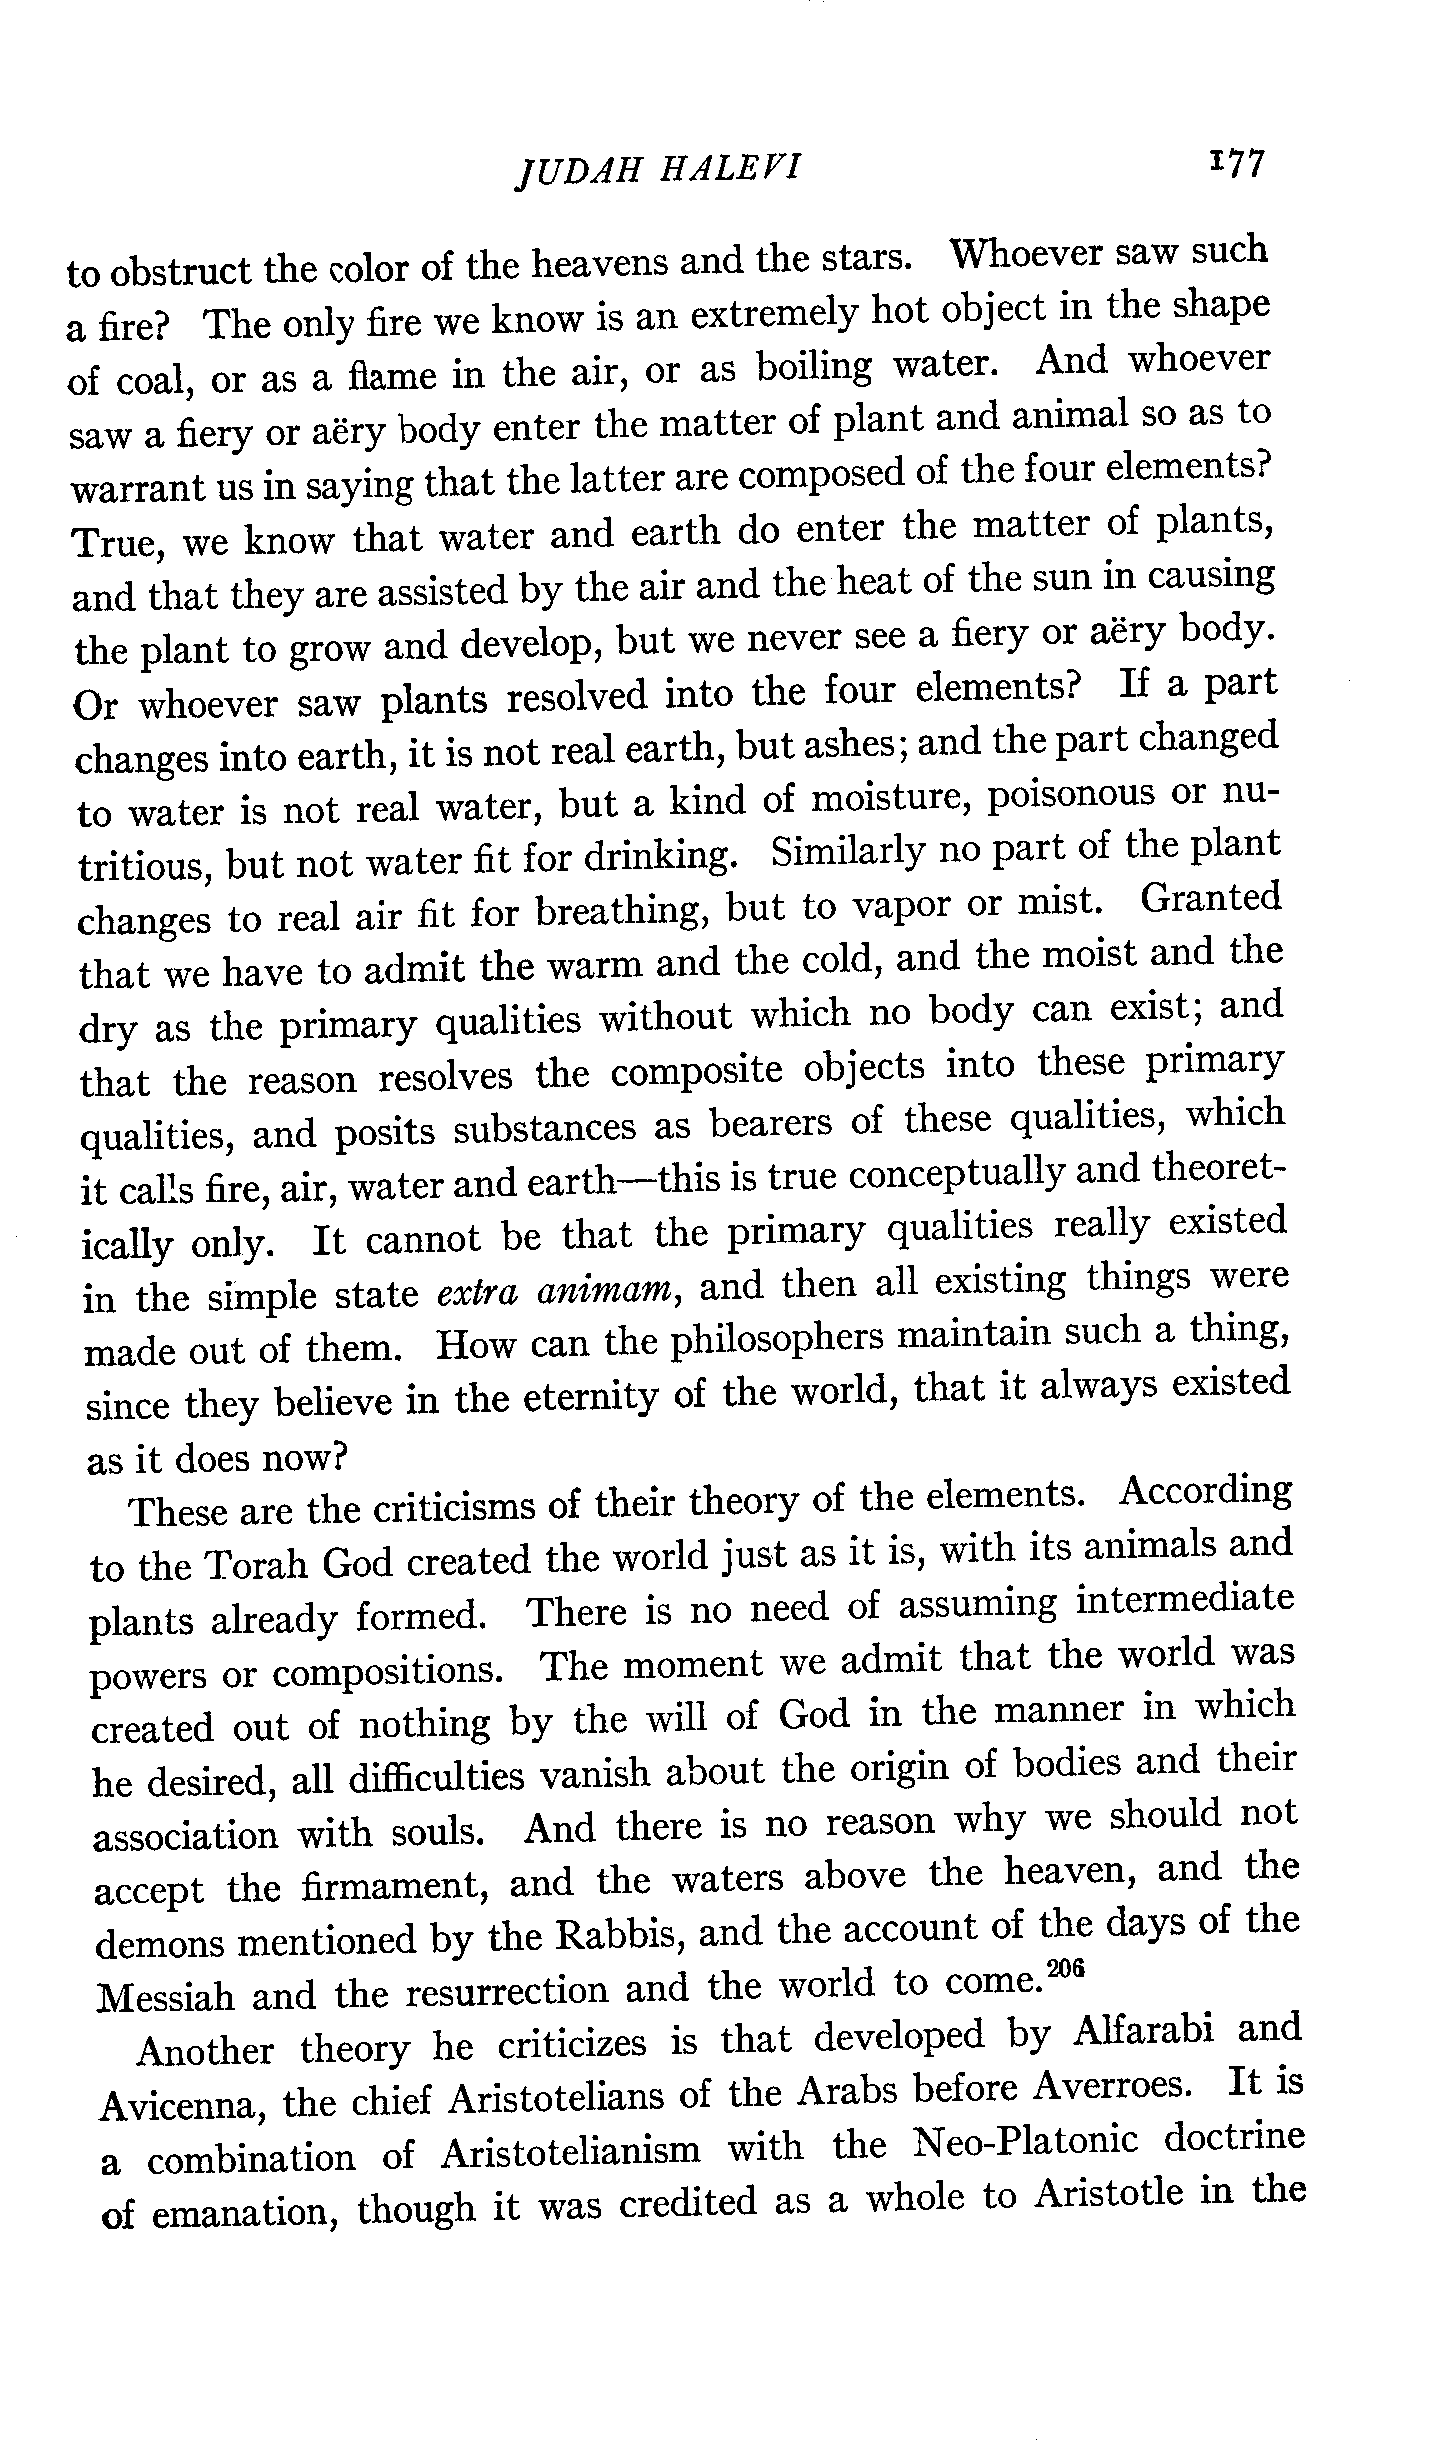 JUDAH HALEVI 177
to obstruct the color of the heavens and the stars. Whoever saw such
a fire? The only fire we know is an extremely hot object in the shape
of coal, or as a flame in the air, or as boiling water. And whoever
saw a fiery or aëry body enter the matter of plant and animal so as to
warrant us in saying that the latter are composed of the four elements?
True, we know that water and earth do enter the matter of plants,
and that they are assisted by the air and the heat of the sun in causing
the plant to grow and develop, but we never see a fiery or aëry body.
Or whoever saw plants resolved into the four elements? If a part
changes into earth, it is not real earth, but ashes; and the part changed
to water is not real water, but a kind of moisture, poisonous or nu-
tritious, but not water fit for drinking. Similarly no part of the plant
changes to real air fit for breathing, but to vapor or mist. Granted
that we have to admit the warm and the cold, and the moist and the
dry as the primary qualities without which no body can exist; and
that the reason resolves the composite objects into these primary
qualities, and posits substances as bearers of these qualities, which
it calls fire, air, water and earth—this is true conceptually and theoret-
ically only. It cannot be that the primary qualities really existed
in the simple state extra animam, and then all existing things were
made out of them. How can the philosophers maintain such a thing,
since they believe in the eternity of the world, that it always existed
as it does now?
These are the criticisms of their theory of the elements. According
to the Torah God created the world just as it is, with its animals and
plants already formed. There is no need of assuming intermediate
powers or compositions. The moment we admit that the world was
created out of nothing by the will of God in the manner in which
he desired, all difficulties vanish about the origin of bodies and their
association with souls. And there is no reason why we should not
accept the firmament, and the waters above the heaven, and the
demons mentioned by the Rabbis, and the account of the days of the
Messiah and the resurrection and the world to come.206
Another theory he criticizes is that developed by Alfarabi and
Avicenna, the chief Aristotelians of the Arabs before Averroes. It is
a combination of Aristotelianism with the Neo-Platonic doctrine
of emanation, though it was credited as a whole to Aristotle in the